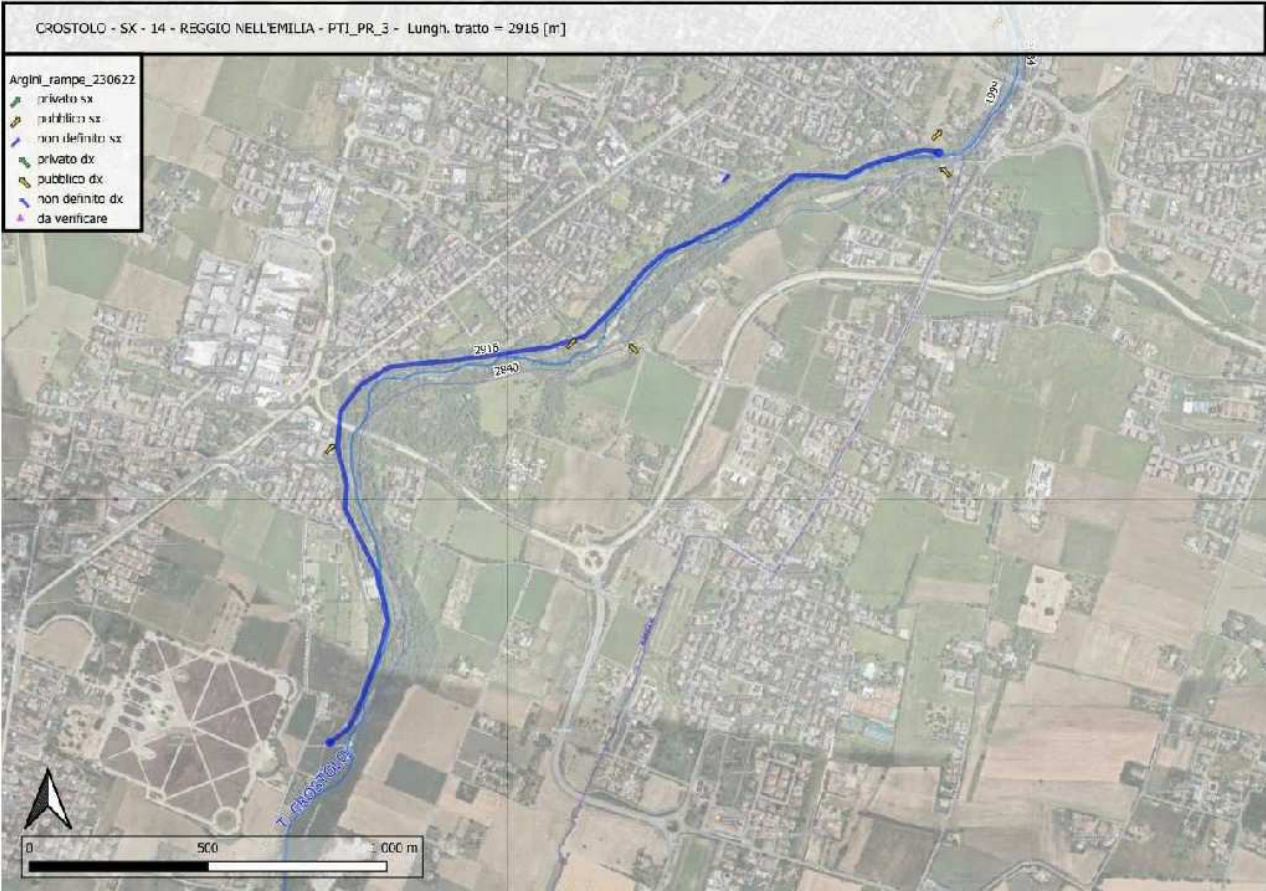 CROSTOLO - SX - 14 - REGGIO NELL'EMILIA - PTI_PR_3 - Lungh. tratto = 2916 [m]
Argini_rampe_230622
privato sx
pubblico sx
non definito sx
privato dx
pubblico dx
non definito dx
da verificare
1992
2916
2840
T. CROSTOLO
0 500 1 000 m